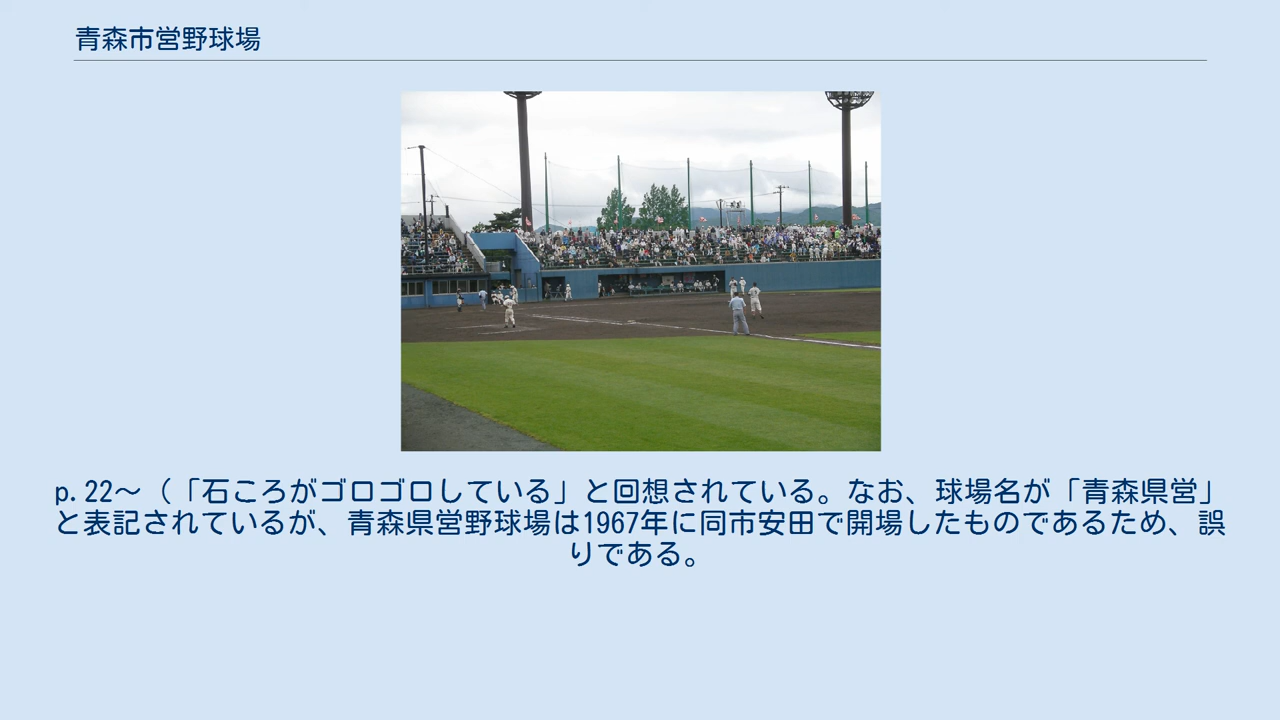 青森市営野球場
p.22～（「石ころがゴロゴロしている」と回想されている。なお、球場名が「青森県営」
と表記されているが、青森県営野球場は1967年に同市安田で開場したものであるため、誤
りである。